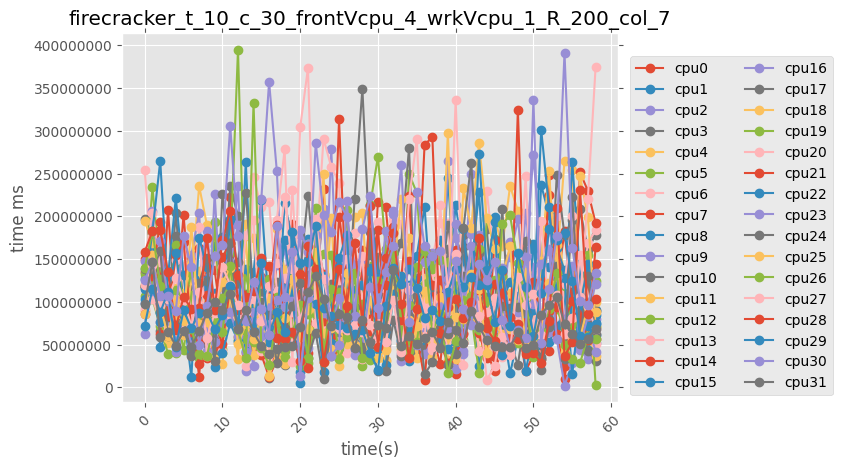 firecracker_t_10_c_30_frontVcpu_4_wrkVcpu_1_R_200_col_7
time ms
400000000
350000000
300000000
250000000
200000000
150000000
100000000
50000000
0
0
10
20
30
40
50
60
time(s)
cpu0
cpu1
cpu2
cpu3
cpu4
cpu5
cpu6
cpu7
cpu8
cpu9
cpu10
cpu11
cpu12
cpu13
cpu14
cpu15
cpu16
cpu17
cpu18
cpu19
cpu20
cpu21
cpu22
cpu23
cpu24
cpu25
cpu26
cpu27
cpu28
cpu29
cpu30
cpu31